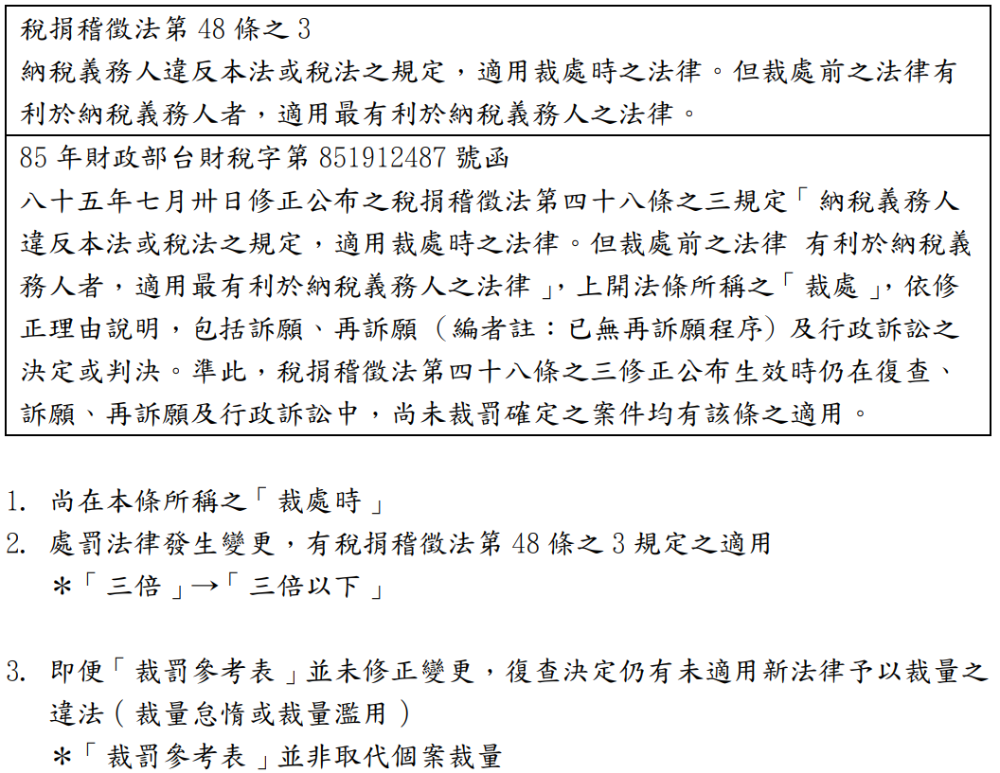 稅捐稽徵法第 48 條之 3
納稅義務人違反本法或稅法之規定，適用裁處時之法律。但裁處前之法律有
利於納稅義務人者，適用最有利於納稅義務人之法律。
85 年財政部台財稅字第 851912487 號函
八十五年七月卅日修正公布之稅捐稽徵法第四十八條之三規定「納稅義務人
違反本法或稅法之規定，適用裁處時之法律。但裁處前之法律 有利於納稅義
務人者，適用最有利於納稅義務人之法律」，上開法條所稱之「裁處」，依修
正理由說明，包括訴願、再訴願（編者註：已無再訴願程序）及行政訴訟之
決定或判決。準此，稅捐稽徵法第四十八條之三修正公布生效時仍在復查、
訴願、再訴願及行政訴訟中，尚未裁罰確定之案件均有該條之適用。
1. 尚在本條所稱之「裁處時」
2. 處罰法律發生變更，有稅捐稽徵法第 48 條之 3 規定之適用
＊「三倍」→「三倍以下」
3. 即便「裁罰參考表」並未修正變更，復查決定仍有未適用新法律予以裁量之
違法（裁量怠惰或裁量濫用）
＊「裁罰參考表」並非取代個案裁量